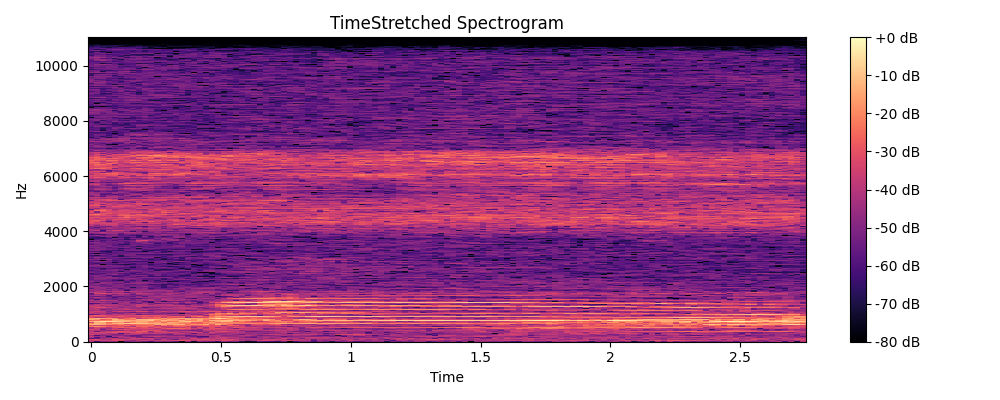 TimeStretched Spectrogram
Hz
10000
8000
6000
4000
2000
0
0
0.5
1
1.5
2
2.5
Time
+0 dB
-10 dB
-20 dB
-30 dB
-40 dB
-50 dB
-60 dB
-70 dB
-80 dB